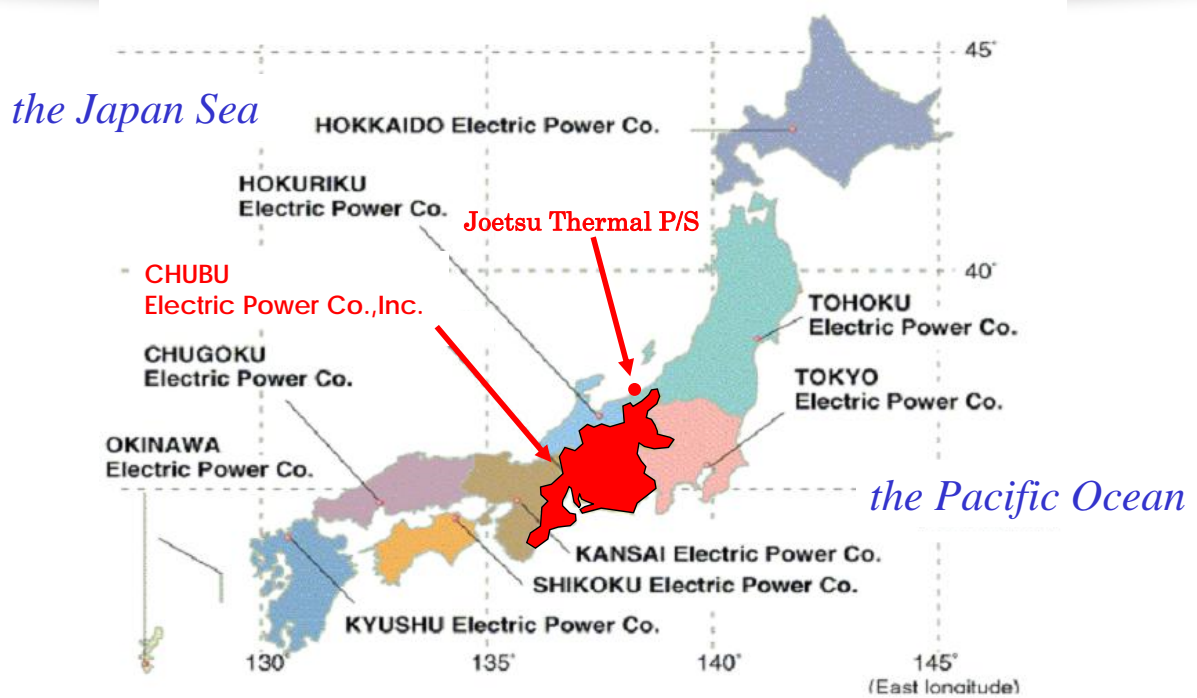 45°
the Japan Sea
HOKKAIDO Electric Power Co.
HOKURIKU
Electric Power Co.
Joetsu Thermal P/S
CHUBU
Electric Power Co.,Inc.
40°
TOHOKU
Electric Power Co.
CHUGOKU
Electric Power Co.
TOKYO
Electric Power Co.
OKINAWA
Electric Power Co.
the Pacific Ocean
KANSAI Electric Power Co.
SHIKOKU Electric Power Co.
KYUSHU Electric Power Co.
130°
135°
140°
145°
(East longitude)